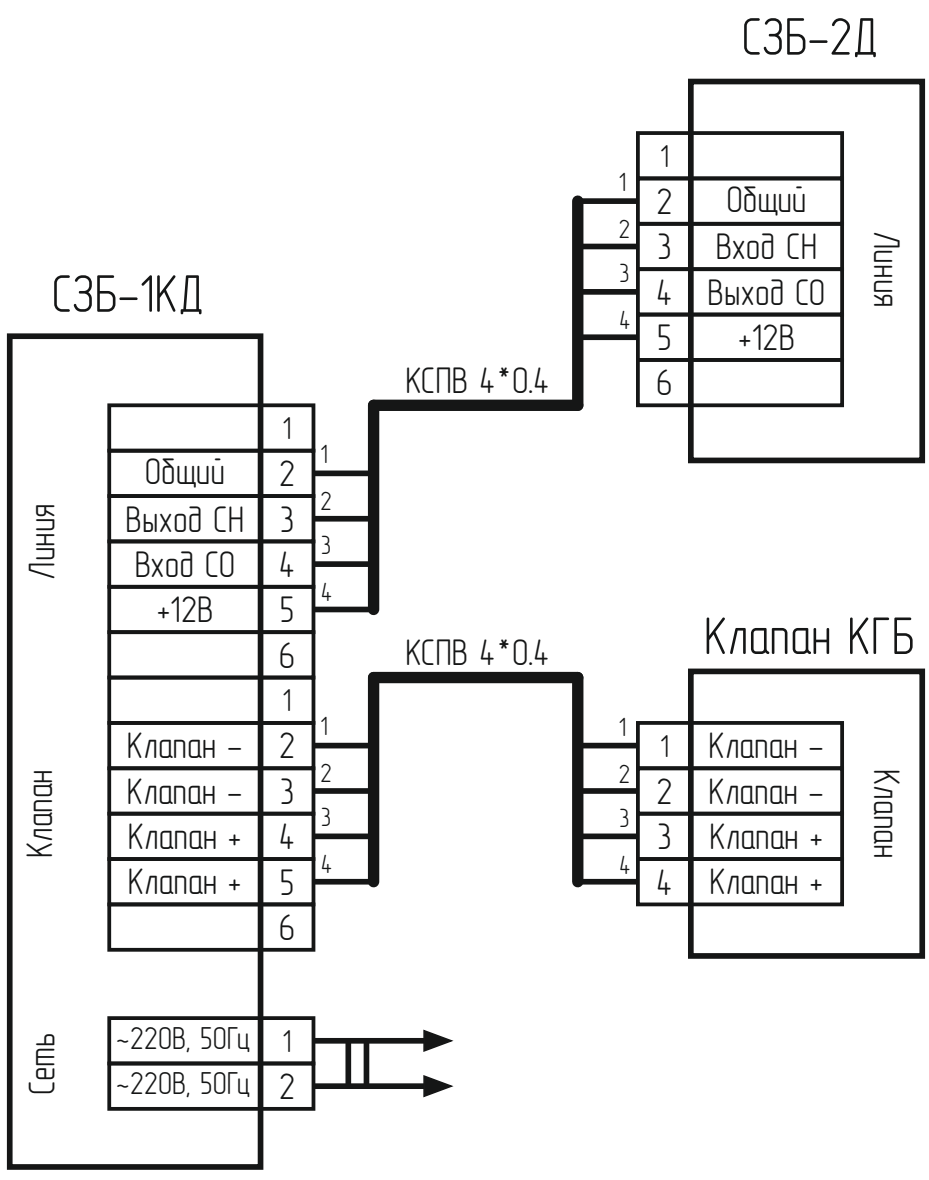 СЗБ-2Д
1
1
2
Общий
2
3
Вход СН
3
4
Выход СО
4
5
+12В
6
Линия
СЗБ-1КД
КСПВ 4*0.4
Линия
1
Общий
2
1
Выход СН
3
2
Вход СО
4
3
+12В
5
4
6
Клапан
1
Клапан -
2
1
Клапан -
3
2
Клапан +
4
3
Клапан +
5
4
6
КСПВ 4*0.4
Клапан КГБ
1
1
Клапан -
2
2
Клапан -
3
3
Клапан +
4
4
Клапан +
Клапан
Сеть
~220В, 50Гц
1
~220В, 50Гц
2